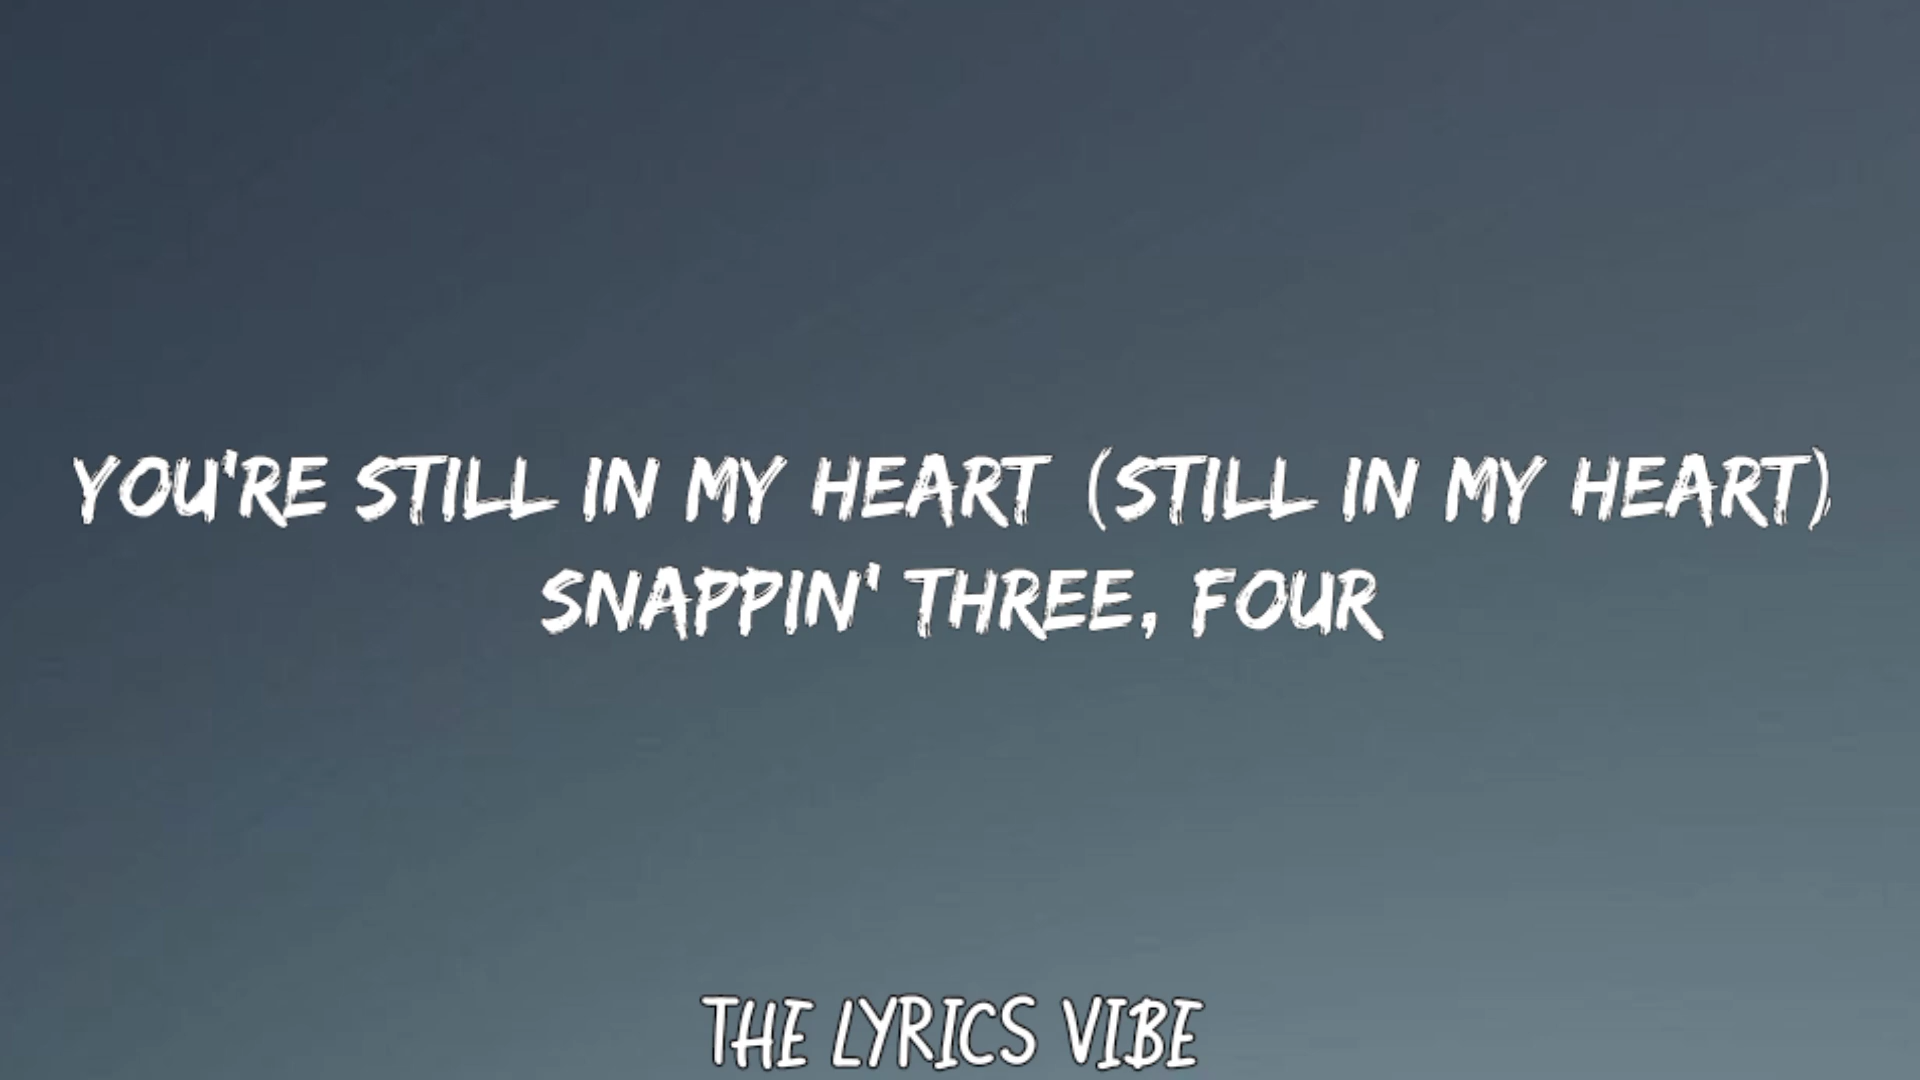 YOU'RE STILL IN MY HEART (STILL IN MY HEART)
SNAPPIN' THREE, FOUR
THE LYRICS VIBE